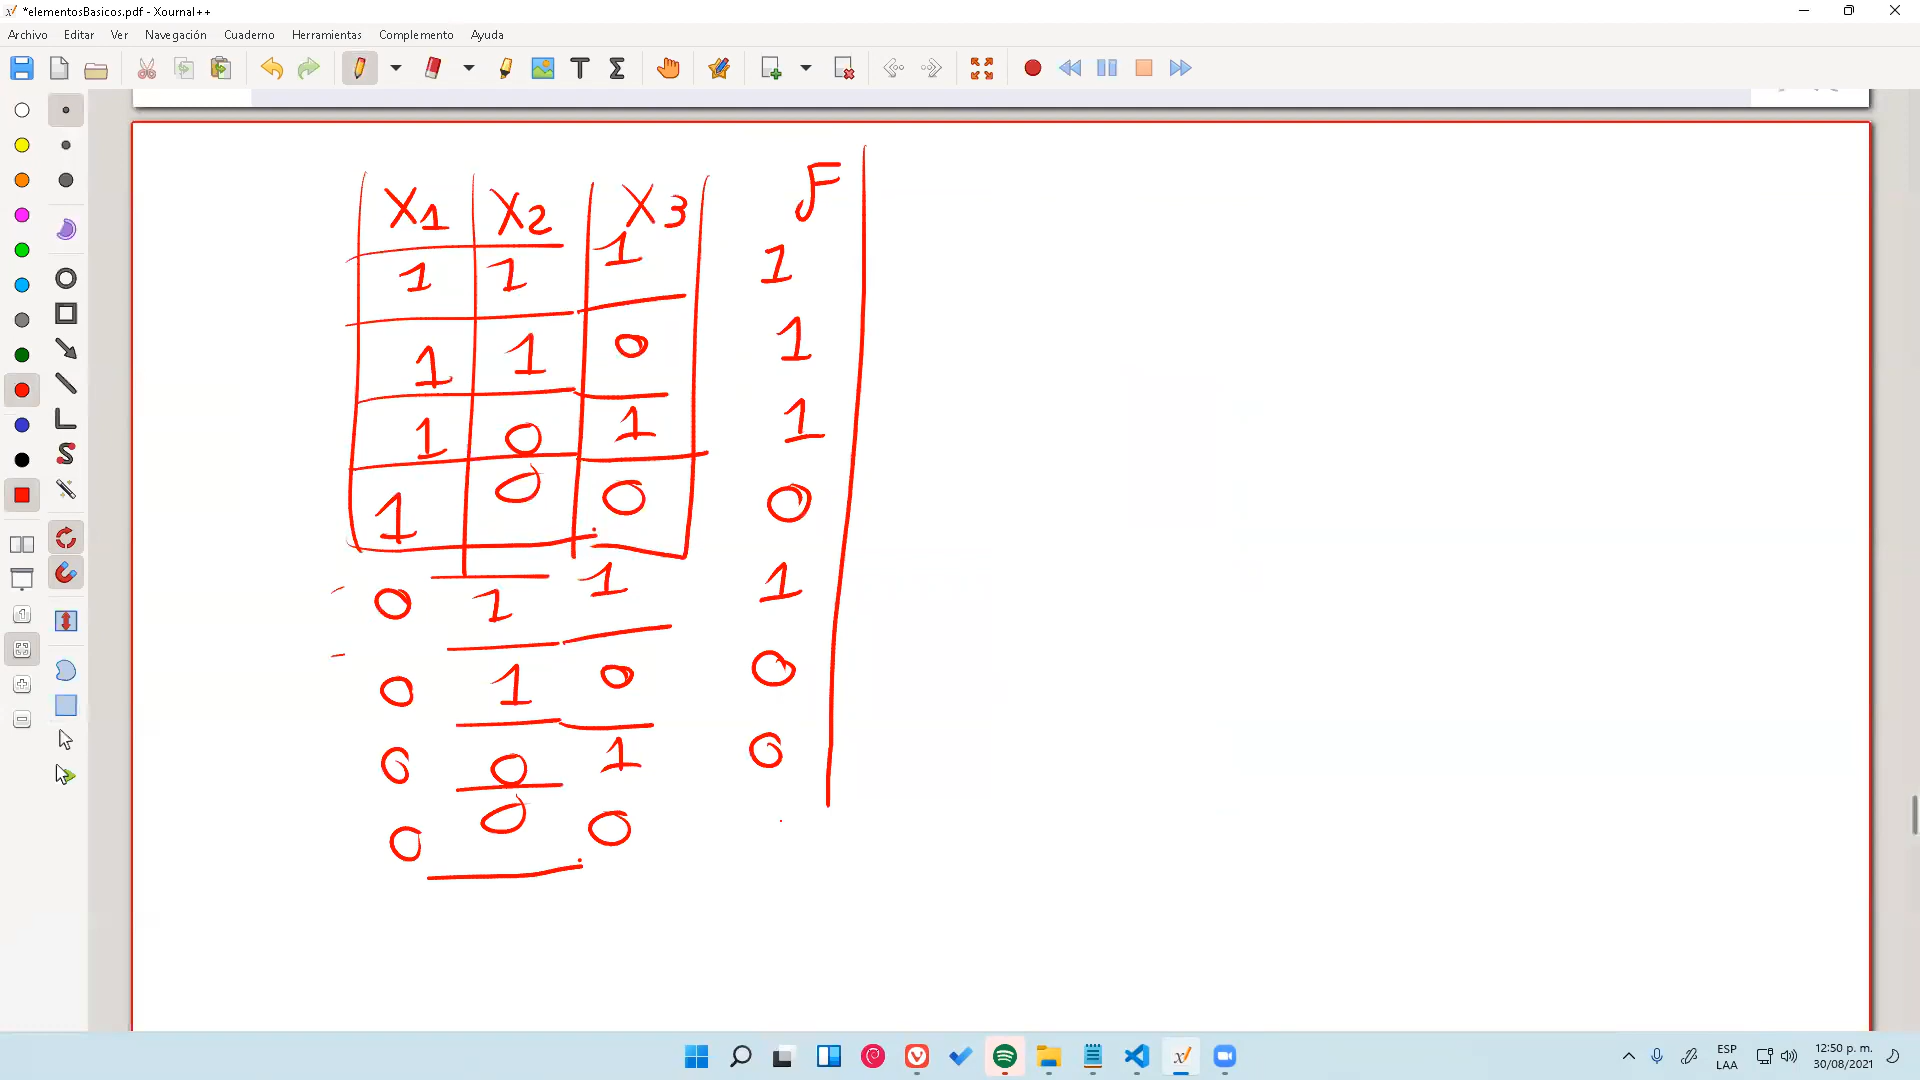 *elementosBasicos.pdf - Xournal++
Archivo Editar Ver Navegación Cuaderno Herramientas Complemento Ayuda
X1 X2 X3 F
1 1 1 1
1 1 0 1
1 0 1 1
1 0 0 0
0 1 1 1
0 1 0 0
0 0 1 0
0 0 0
ESP 12:50 p. m.
LAA 30/08/2021